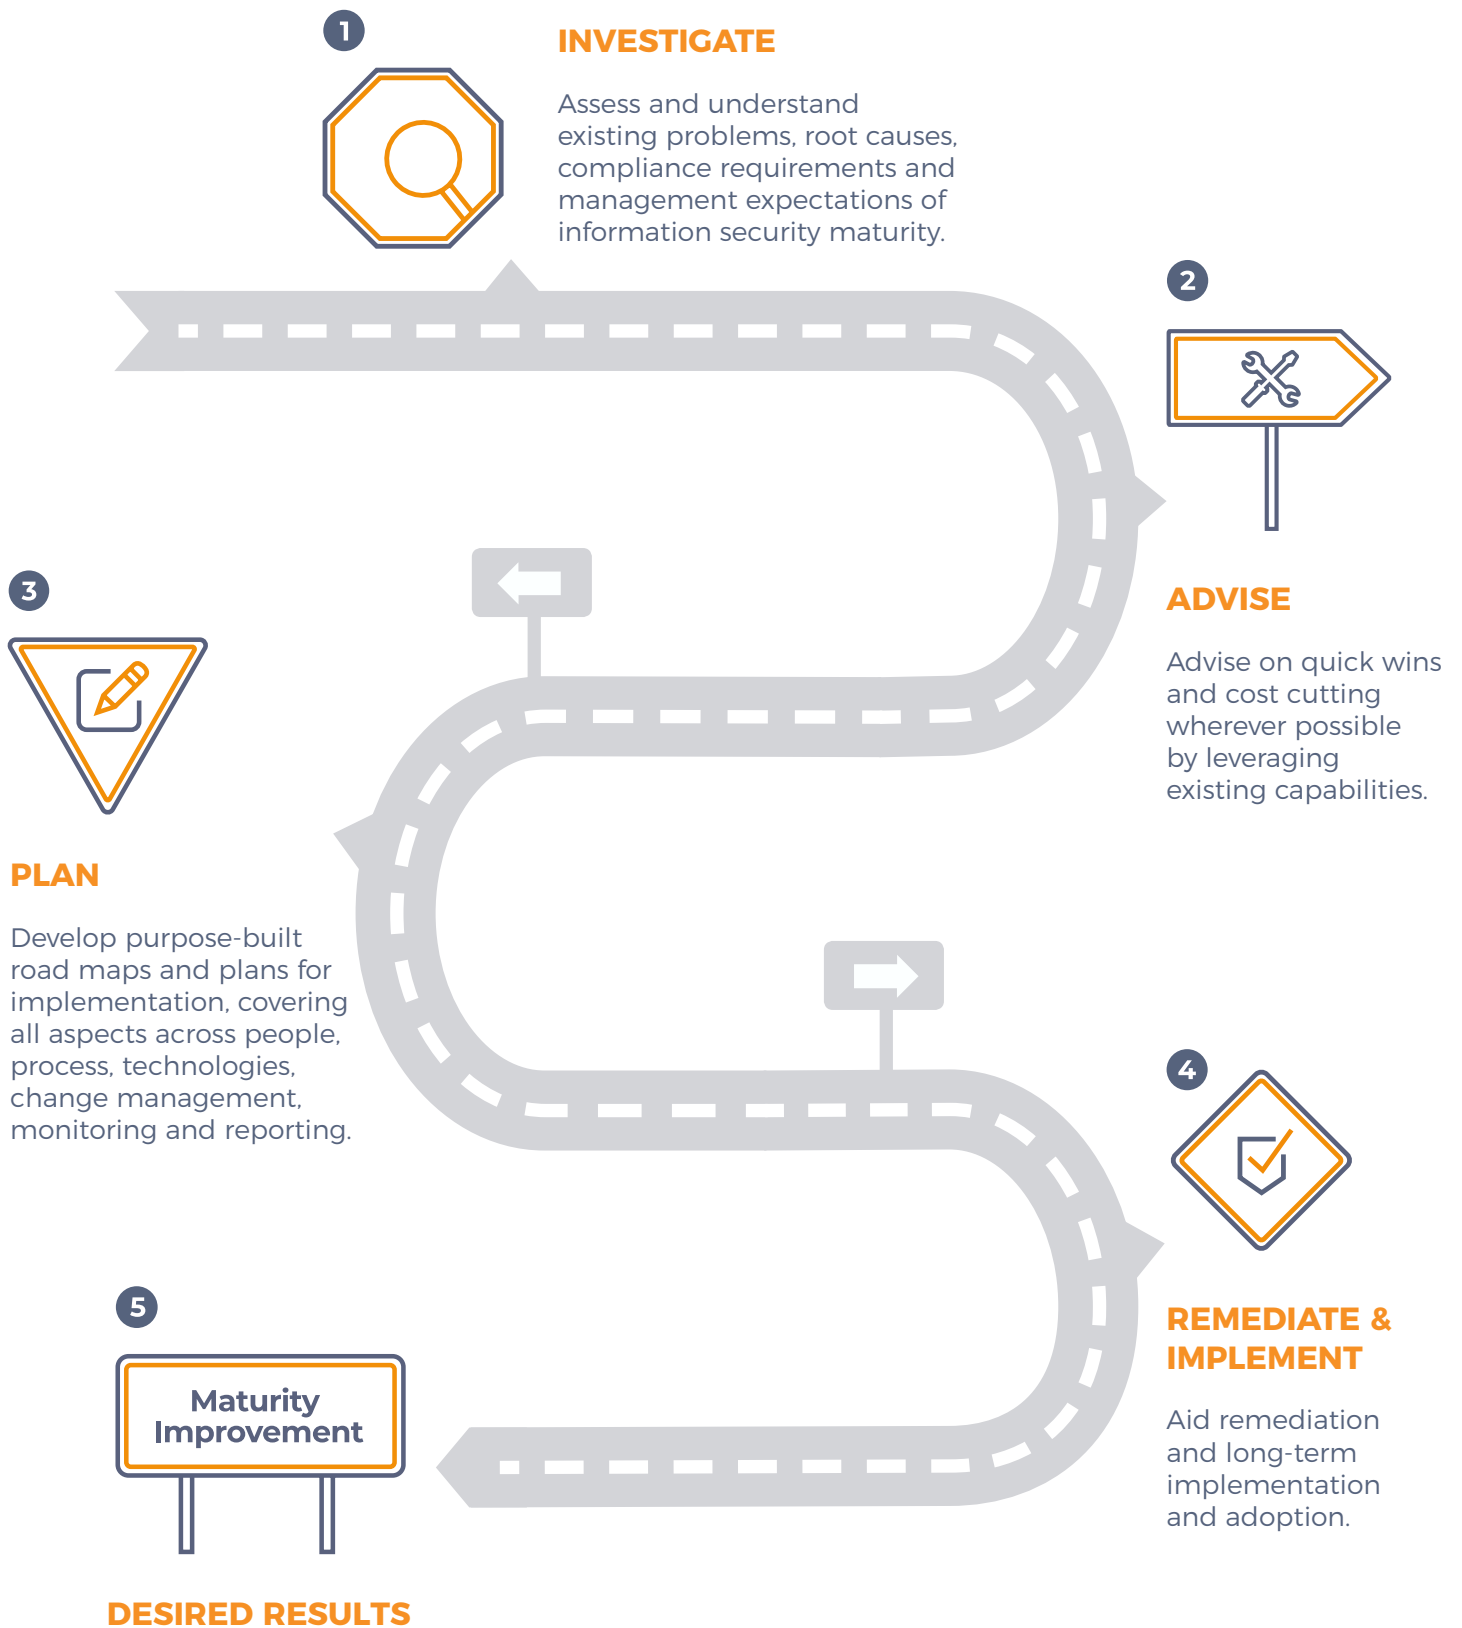 1
INVESTIGATE
Assess and understand
existing problems, root causes,
compliance requirements and
management expectations of
information security maturity.
2
ADVISE
Advise on quick wins
and cost cutting
wherever possible
by leveraging
existing capabilities.
3
PLAN
Develop purpose-built
road maps and plans for
implementation, covering
all aspects across people,
process, technologies,
change management,
monitoring and reporting.
4
REMEDIATE &
IMPLEMENT
Aid remediation
and long-term
implementation
and adoption.
5
Maturity
Improvement
DESIRED RESULTS